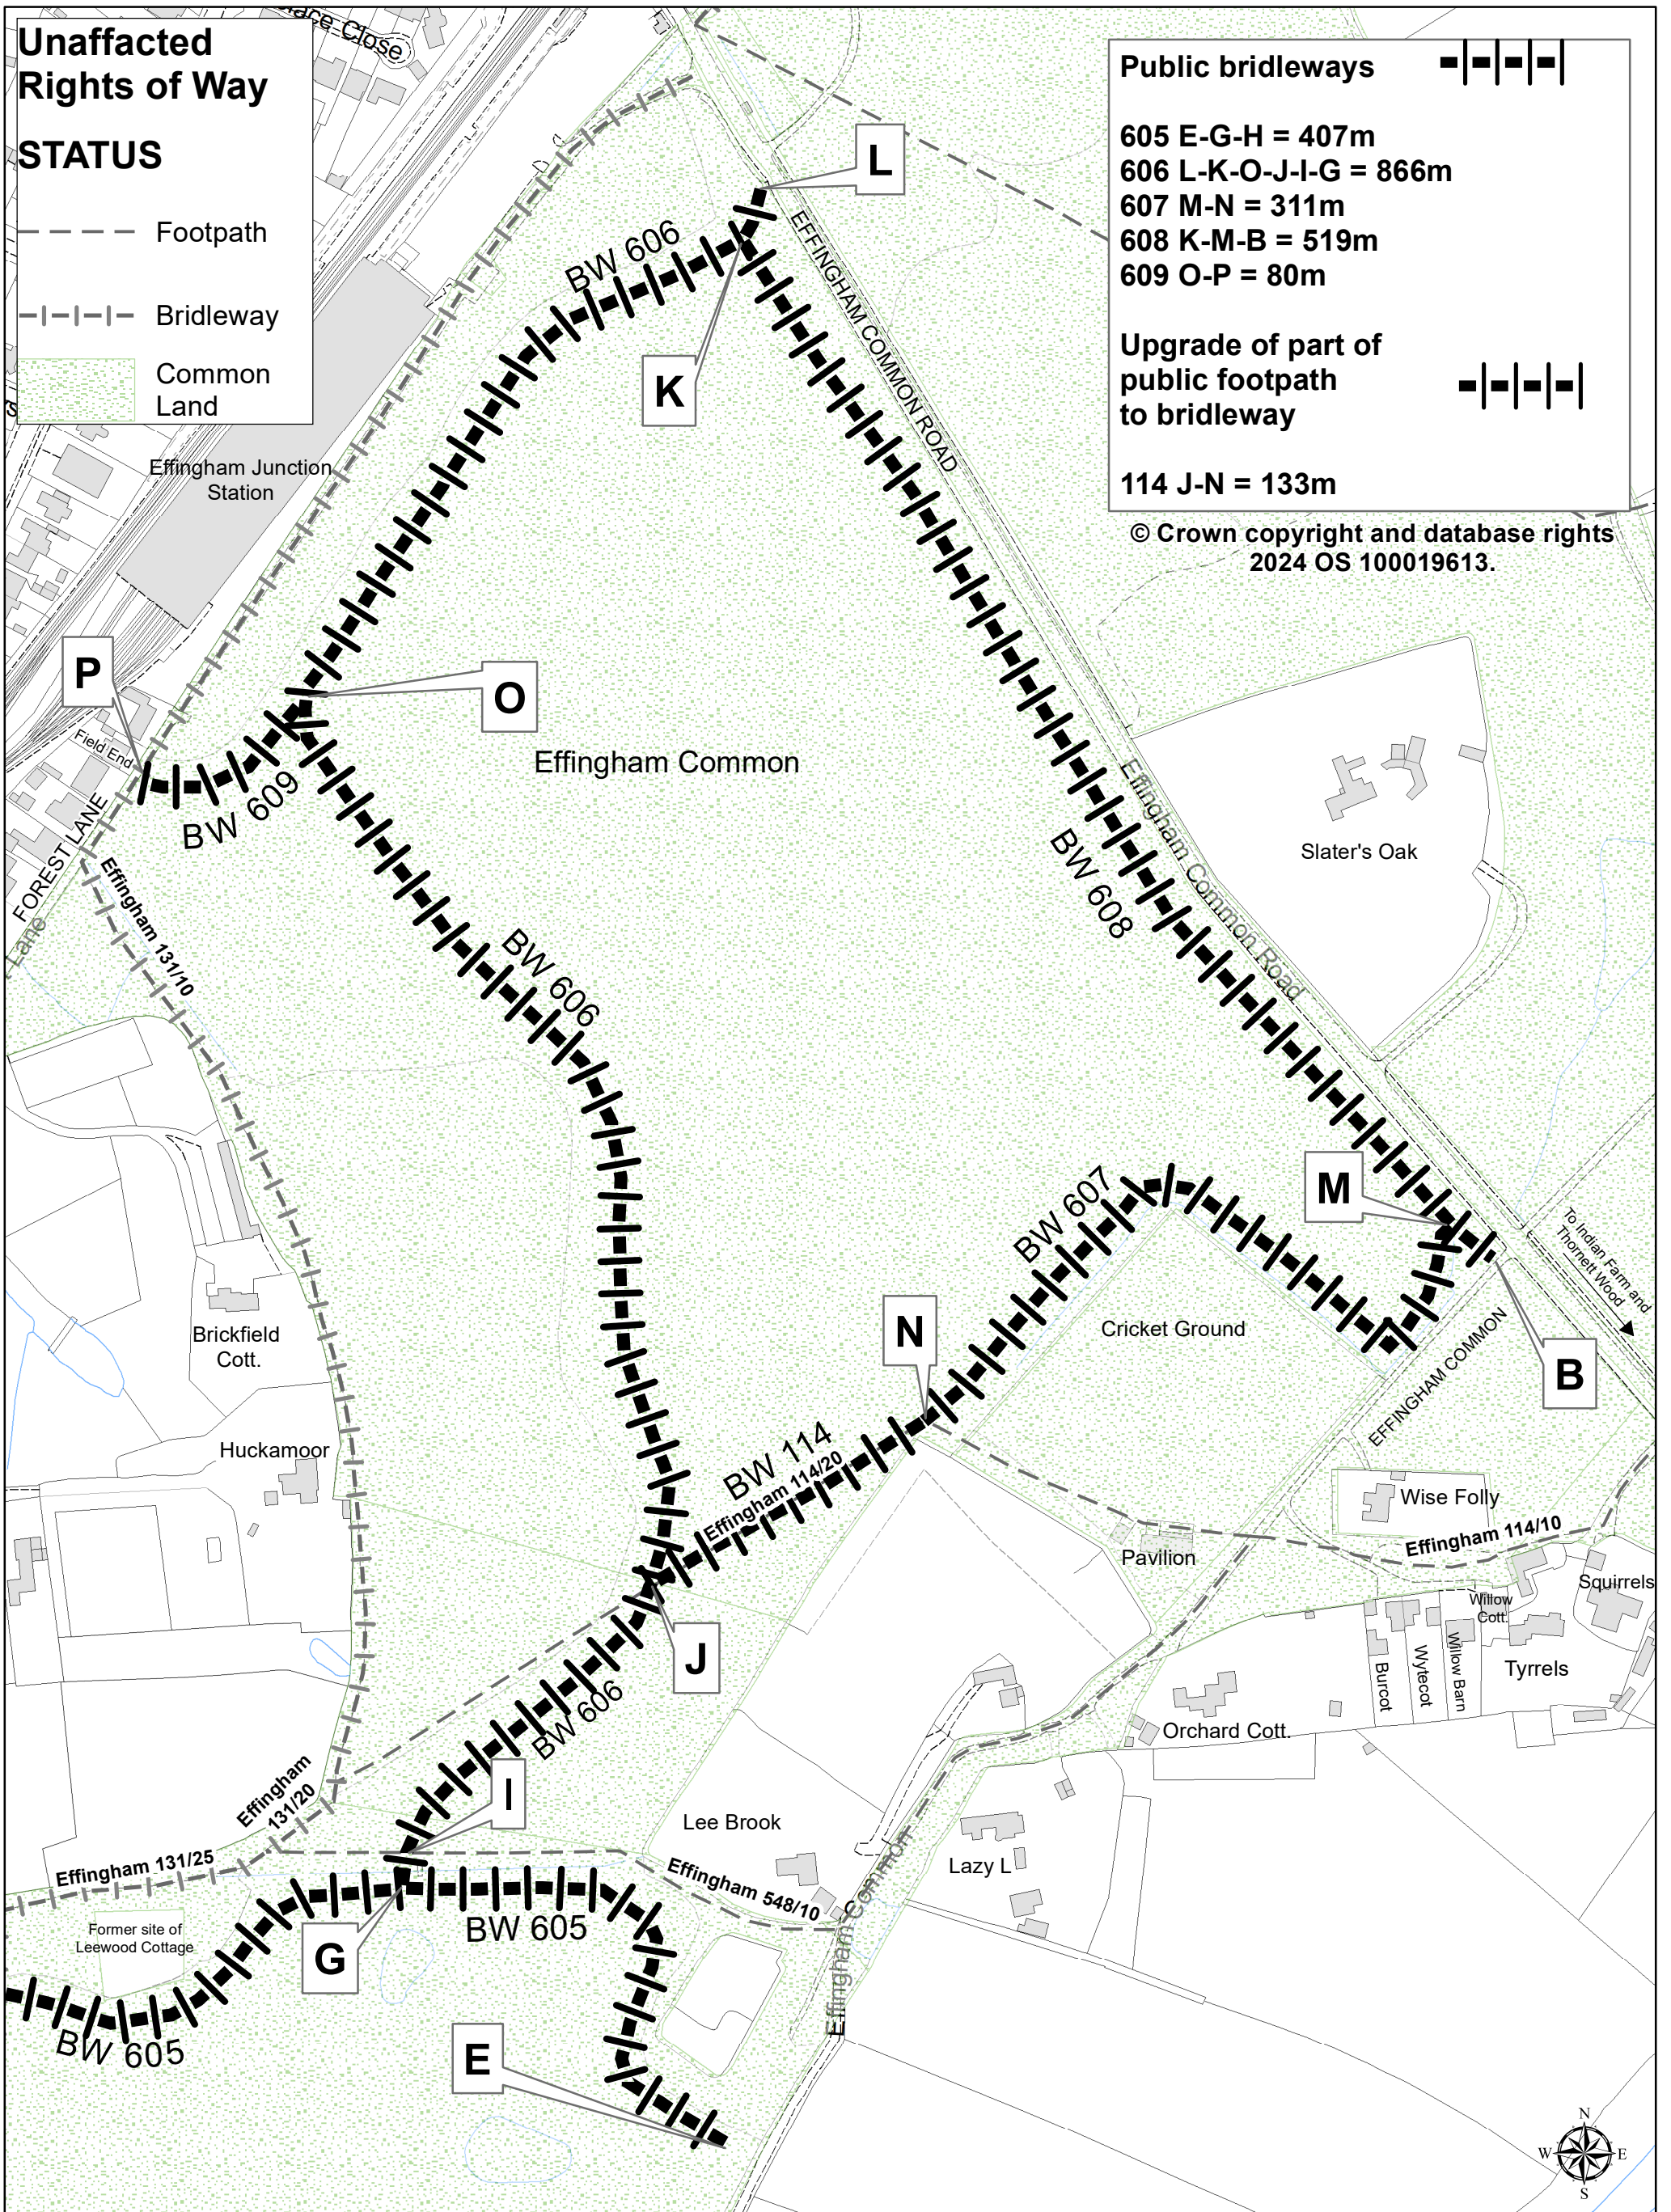 Unaffacted
Rights of Way
STATUS
Footpath
Bridleway
Common
Land
Close
Public bridleways
605 E-G-H = 407m
606 L-K-O-J-I-G = 866m
607 M-N = 311m
608 K-M-B = 519m
609 O-P = 80m
Upgrade of part of
public footpath
to bridleway
114 J-N = 133m
© Crown copyright and database rights
2024 OS 100019613.
L
BW 606
EFFINGHAM COMMON ROAD
K
Effingham Junction
Station
P
O
Field End
Effingham Common
BW 609
FOREST LANE
Lane
Effingham 131/10
Effingham Common Road
Slater's Oak
BW 608
BW 606
M
BW 607
To Indian Farm and
Thornett Wood
N
Cricket Ground
B
EFFINGHAM COMMON
Brickfield
Cott.
Huckamoor
BW 114
Effingham 114/20
Wise Folly
Effingham 114/10
Pavilion
Squirrels
Willow
Cott.
J
Burcot
Wytecot
Willow Barn
Tyrrels
BW 606
Orchard Cott.
I
Effingham
131/20
Lee Brook
Lazy L
Effingham 131/25
Effingham 548/10
Effingham Common
Former site of
Leewood Cottage
G
BW 605
BW 605
E
N
W
E
S